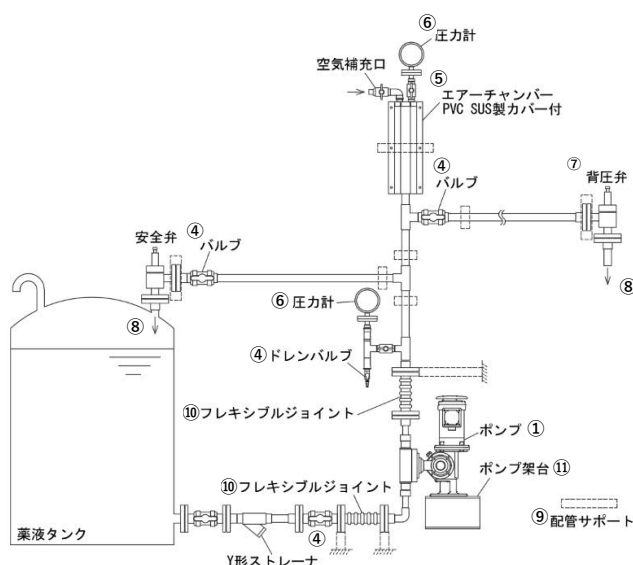 ⑥ 圧力計
空気補充口
⑤
エアーチャンバー
PVC SUS製カバー付
④
バルブ
⑦
背圧弁
安全弁
④
バルブ
⑧
⑧
⑥ 圧力計
④ドレンバルブ
⑩フレキシブルジョイント
ポンプ ①
⑩フレキシブルジョイント
ポンプ架台⑪
薬液タンク
④
⑨ 配管サポート
Y形ストレーナ